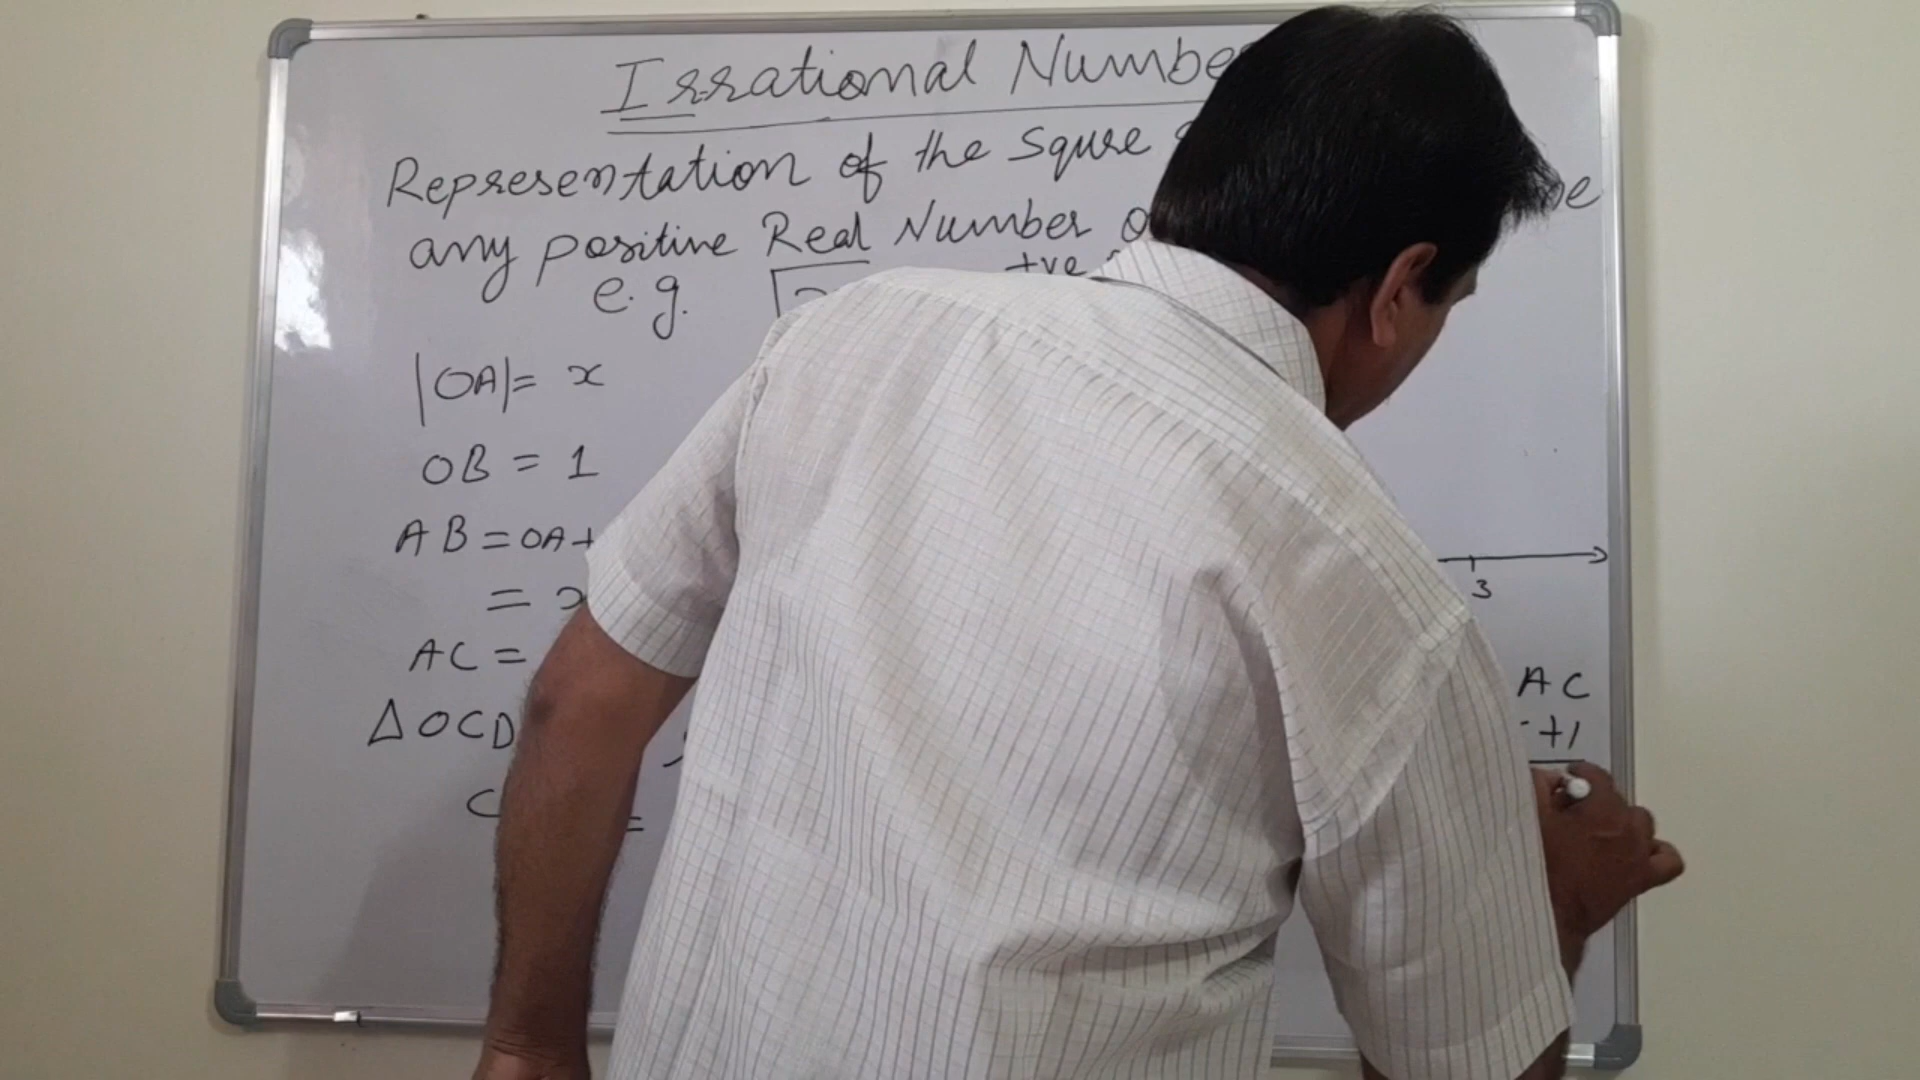 Irrational Number
Representation of the Squre
any positive Real Number
e.g. +ve
|OA| = x
OB = 1
AB = OA+
= x
AC =
3
AC
ΔOCD
+1
C =